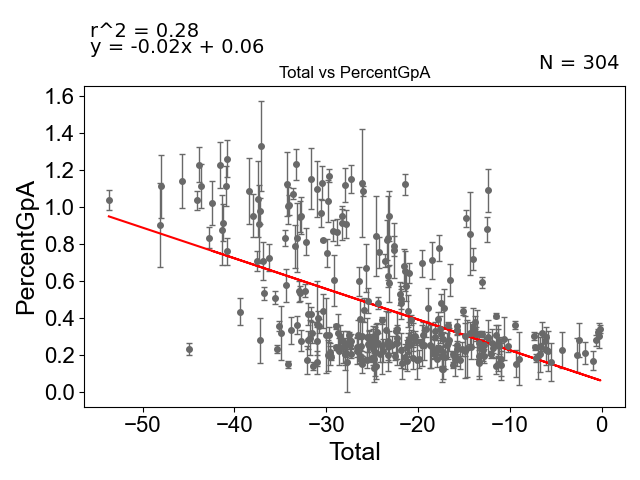 r^2 = 0.28
y = -0.02x + 0.06
N = 304
Total vs PercentGpA
1.6
1.4
1.2
1.0
0.8
0.6
0.4
0.2
0.0
PercentGpA
−50 −40 −30 −20 −10 0
Total